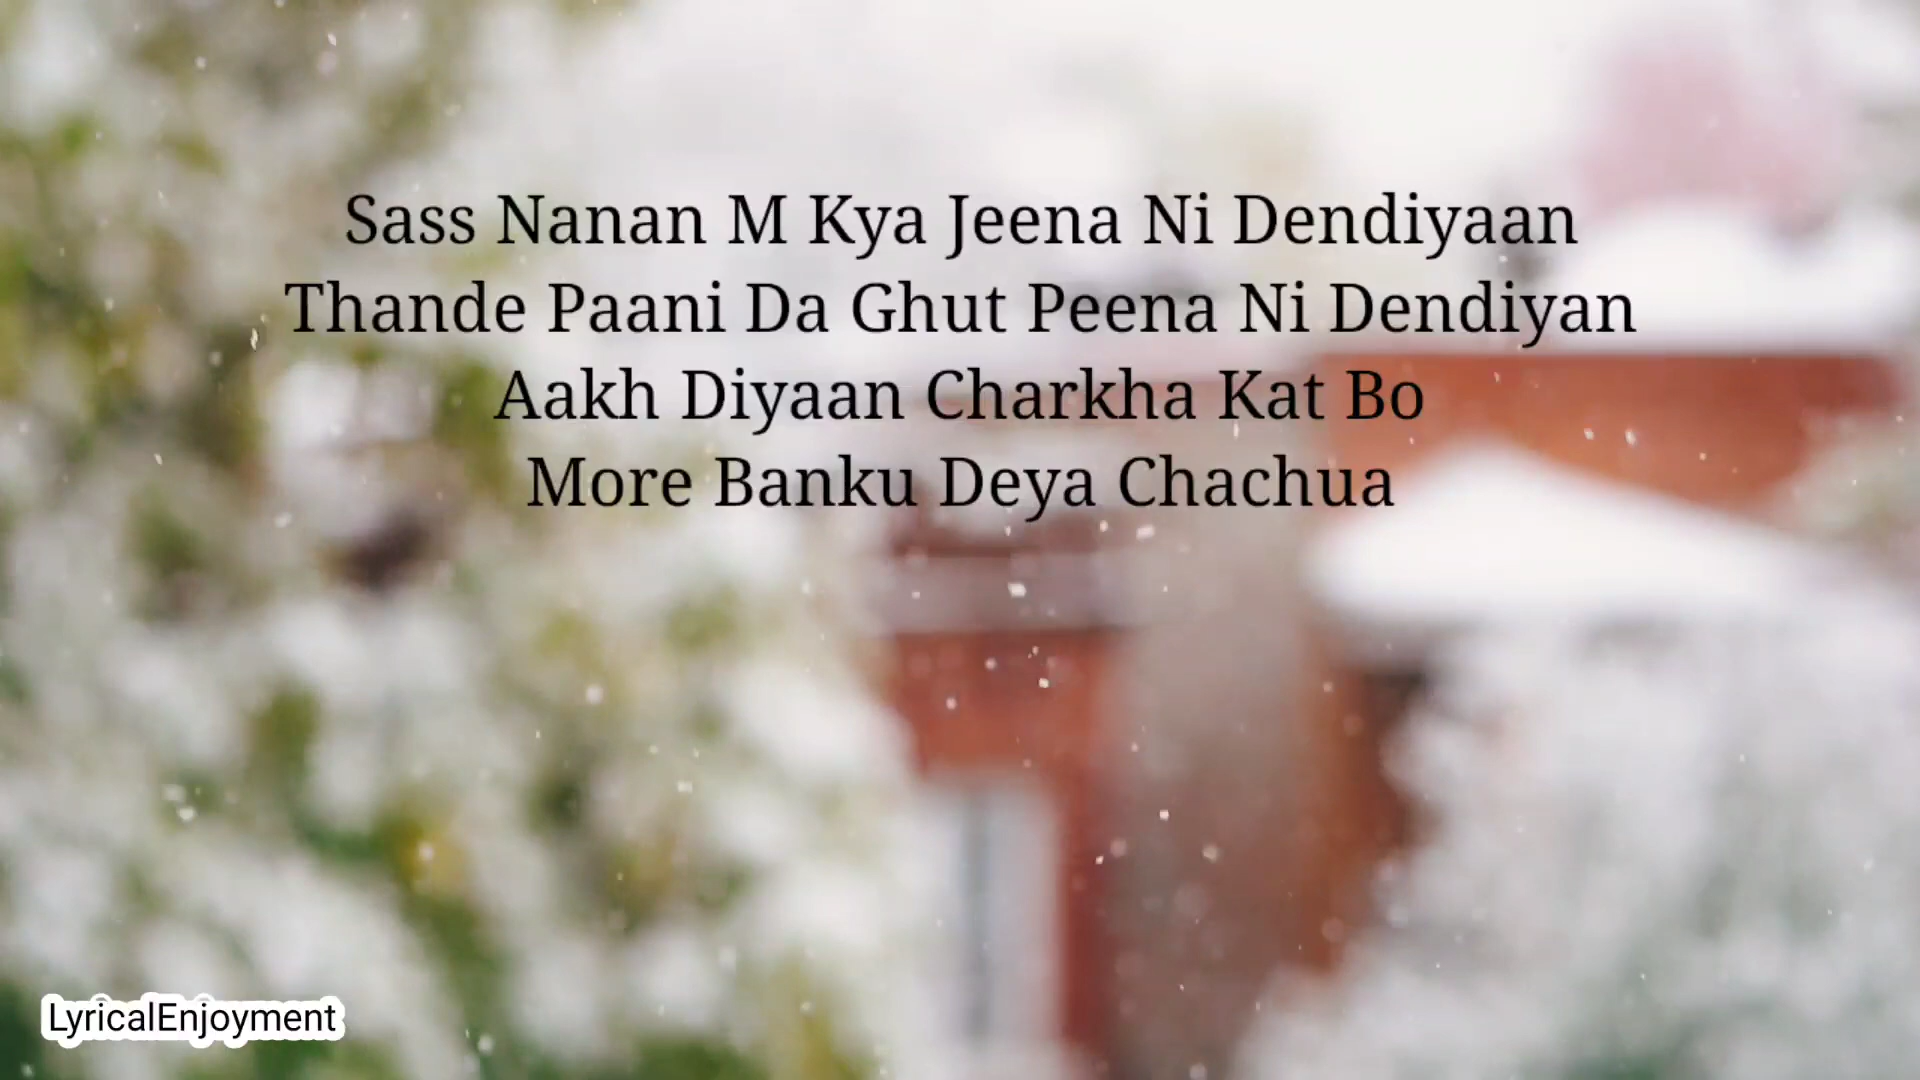 Sass Nanan M Kya Jeena Ni Dendiyaan
Thande Paani Da Ghut Peena Ni Dendiyan
Aakh Diyaan Charkha Kat Bo
More Banku Deya Chachua
LyricalEnjoyment